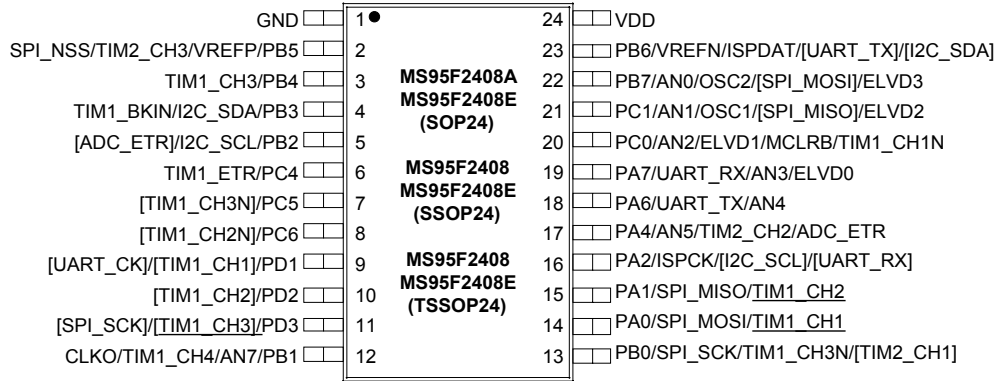 GND 1 24 VDD
SPI_NSS/TIM2_CH3/VREFP/PB5 2 23 PB6/VREFN/ISPDAT/[UART_TX]/[I2C_SDA]
TIM1_CH3/PB4 3 MS95F2408A 22 PB7/AN0/OSC2/[SPI_MOSI]/ELVD3
TIM1_BKIN/I2C_SDA/PB3 4 MS95F2408E 21 PC1/AN1/OSC1/[SPI_MISO]/ELVD2
(SOP24)
[ADC_ETR]/I2C_SCL/PB2 5 20 PC0/AN2/ELVD1/MCLRB/TIM1_CH1N
TIM1_ETR/PC4 6 MS95F2408 19 PA7/UART_RX/AN3/ELVD0
MS95F2408E
[TIM1_CH3N]/PC5 7 (SSOP24) 18 PA6/UART_TX/AN4
[TIM1_CH2N]/PC6 8 17 PA4/AN5/TIM2_CH2/ADC_ETR
[UART_CK]/[TIM1_CH1]/PD1 9 MS95F2408 16 PA2/ISPCK/[I2C_SCL]/[UART_RX]
MS95F2408E
[TIM1_CH2]/PD2 10 (TSSOP24) 15 PA1/SPI_MISO/TIM1_CH2
[SPI_SCK]/[TIM1_CH3]/PD3 11 14 PA0/SPI_MOSI/TIM1_CH1
CLKO/TIM1_CH4/AN7/PB1 12 13 PB0/SPI_SCK/TIM1_CH3N/[TIM2_CH1]